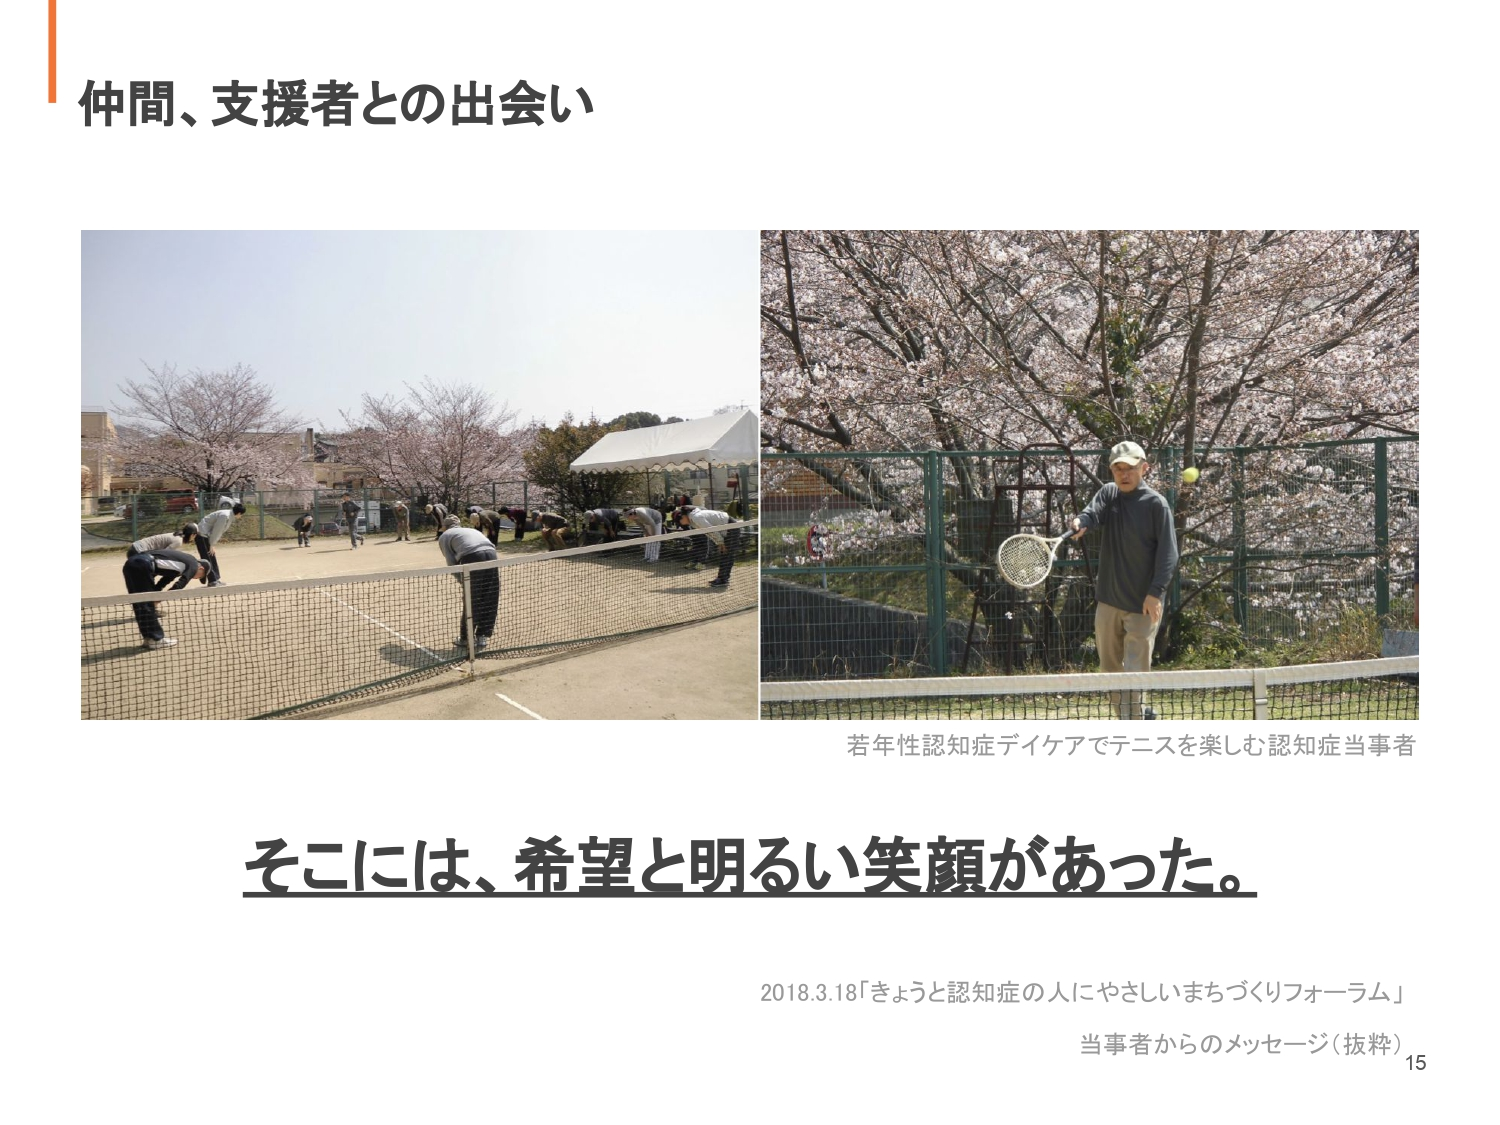 仲間、支援者との出会い
若年性認知症デイケアでテニスを楽しむ認知症当事者
そこには、希望と明るい笑顔があった。
2018.3.18「きょうと認知症の人にやさしいまちづくりフォーラム」
当事者からのメッセージ（抜粋）
15